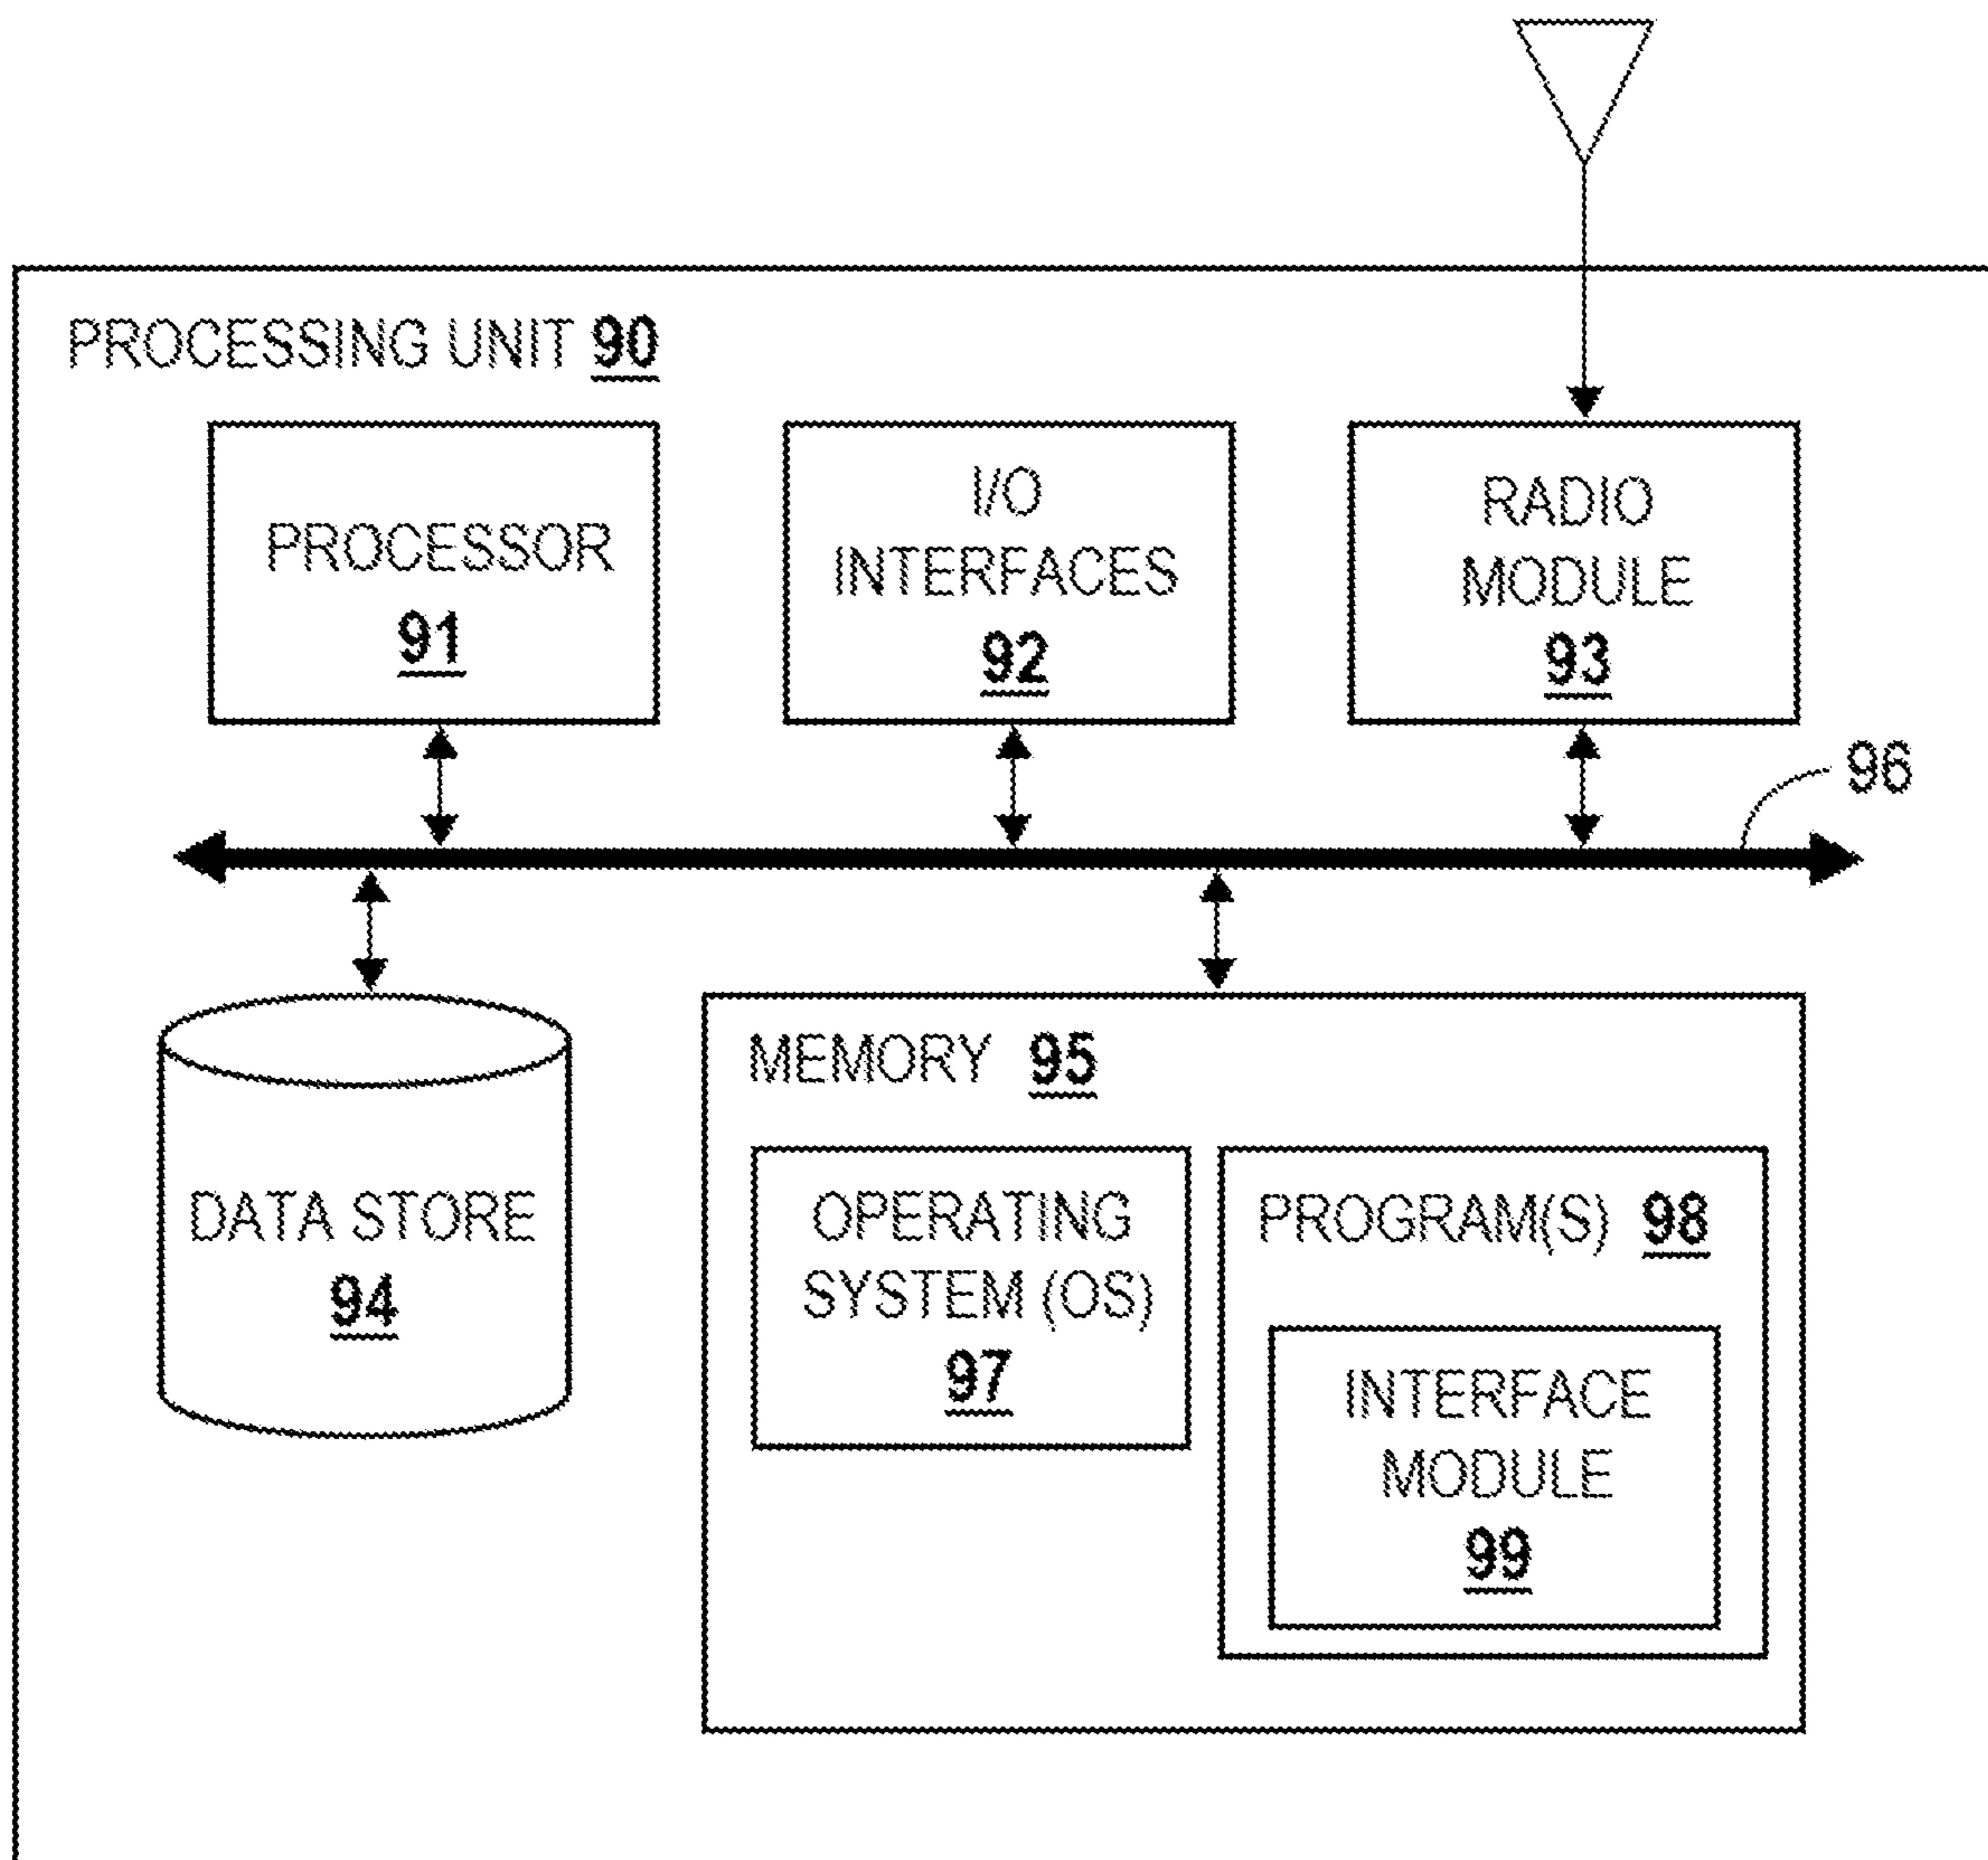 PROCESSING UNIT 90
PROCESSOR
91
I/O
INTERFACES
92
RADIO
MODULE
93
96
DATA STORE
94
MEMORY 95
OPERATING
SYSTEM (OS)
97
PROGRAM(S) 98
INTERFACE
MODULE
99